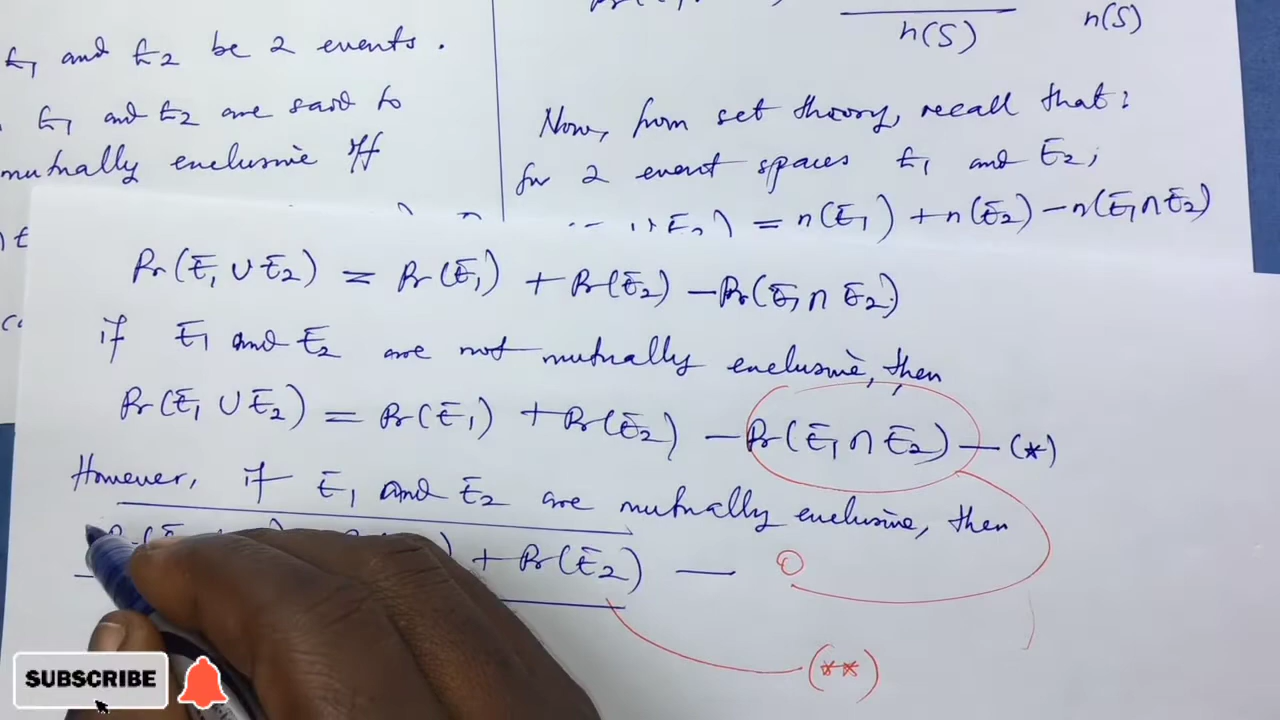 E1 and E2 be 2 events.
E1 and E2 are said to
mutually exclusive iff
n(S) n(S)
Now, from set theory, recall that:
for 2 event spaces E1 and E2;
= n(E1) + n(E2) - n(E1 ∩ E2)
Pr(E1 ∪ E2) = Pr(E1) + Pr(E2) - Pr(E1 ∩ E2)
if E1 and E2 are not mutually exclusive, then
Pr(E1 ∪ E2) = Pr(E1) + Pr(E2) - Pr(E1 ∩ E2) — (*)
However, if E1 and E2 are mutually exclusive, then
+ Pr(E2) — 0
(**)
SUBSCRIBE